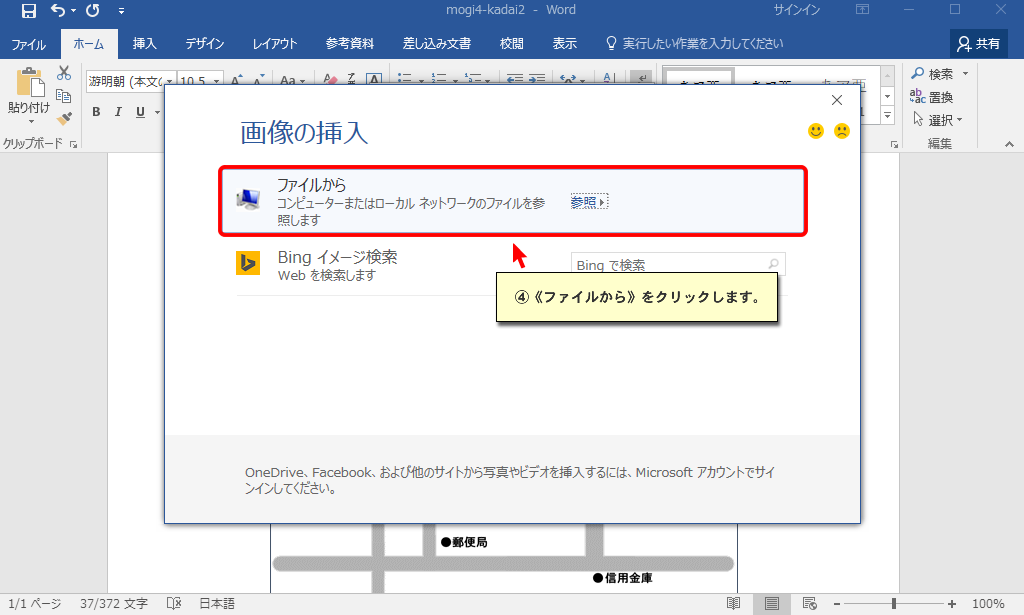 mogi4-kadai2 - Word
サインイン
ファイル
ホーム
挿入
デザイン
レイアウト
参考資料
差し込み文書
校閲
表示
実行したい作業を入力してください
共有
貼り付け
クリップボード
游明朝 (本文の
10.5
Aa
B I U
検索
置換
選択
編集
画像の挿入
ファイルから
コンピューターまたはローカル ネットワークのファイルを参
照します
参照
Bing イメージ検索
Web を検索します
Bing で検索
④《ファイルから》をクリックします。
OneDrive、Facebook、および他のサイトから写真やビデオを挿入するには、Microsoft アカウントでサイ
ンインしてください。
●郵便局
●信用金庫
1/1 ページ
37/372 文字
日本語
100%